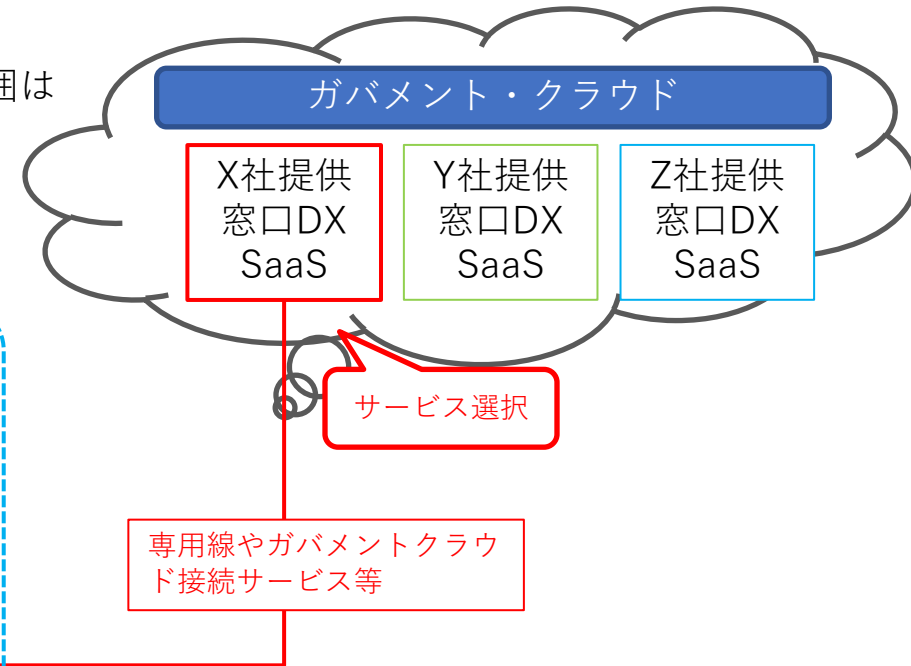 囲は
ガバメント・クラウド
X社提供
窓口DX
SaaS
Y社提供
窓口DX
SaaS
Z社提供
窓口DX
SaaS
サービス選択
専用線やガバメントクラウ
ド接続サービス等